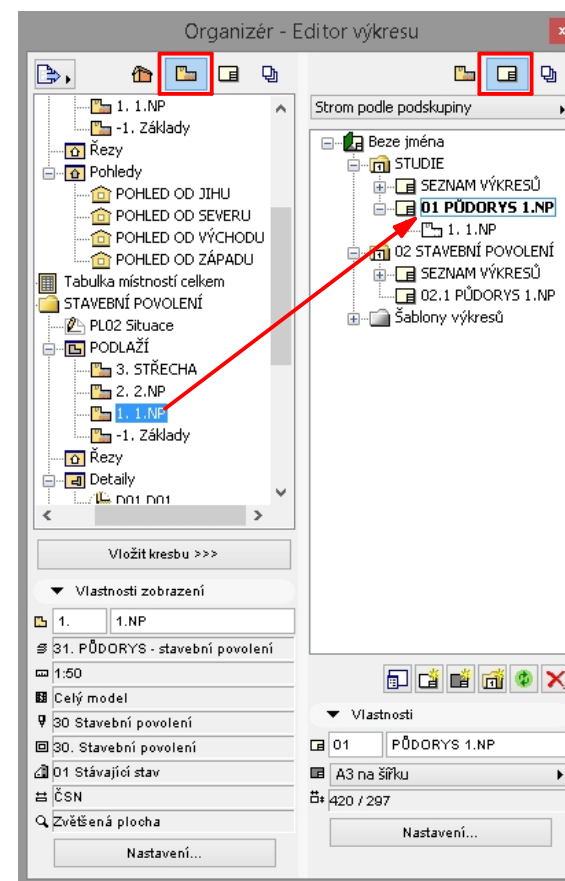 Organizér - Editor výkresu
x
1. 1.NP
-1. Základy
Řezy
Pohledy
POHLED OD JIHU
POHLED OD SEVERU
POHLED OD VÝCHODU
POHLED OD ZÁPADU
Tabulka místností celkem
STAVEBNÍ POVOLENÍ
PL02 Situace
PODLAŽÍ
3. STŘECHA
2. 2.NP
1. 1.NP
-1. Základy
Řezy
Detaily
D01 D01
Vložit kresbu >>>
Vlastnosti zobrazení
1. 1.NP
31. PŮDORYS - stavební povolení
1:50
Celý model
30 Stavební povolení
30. Stavební povolení
01 Stávající stav
ČSN
Zvětšená plocha
Nastavení...
Strom podle podskupiny
Beze jména
STUDIE
SEZNAM VÝKRESŮ
01 PŮDORYS 1.NP
1. 1.NP
02 STAVEBNÍ POVOLENÍ
SEZNAM VÝKRESŮ
02.1 PŮDORYS 1.NP
Šablony výkresů
Vlastnosti
01 PŮDORYS 1.NP
A3 na šířku
420 / 297
Nastavení...